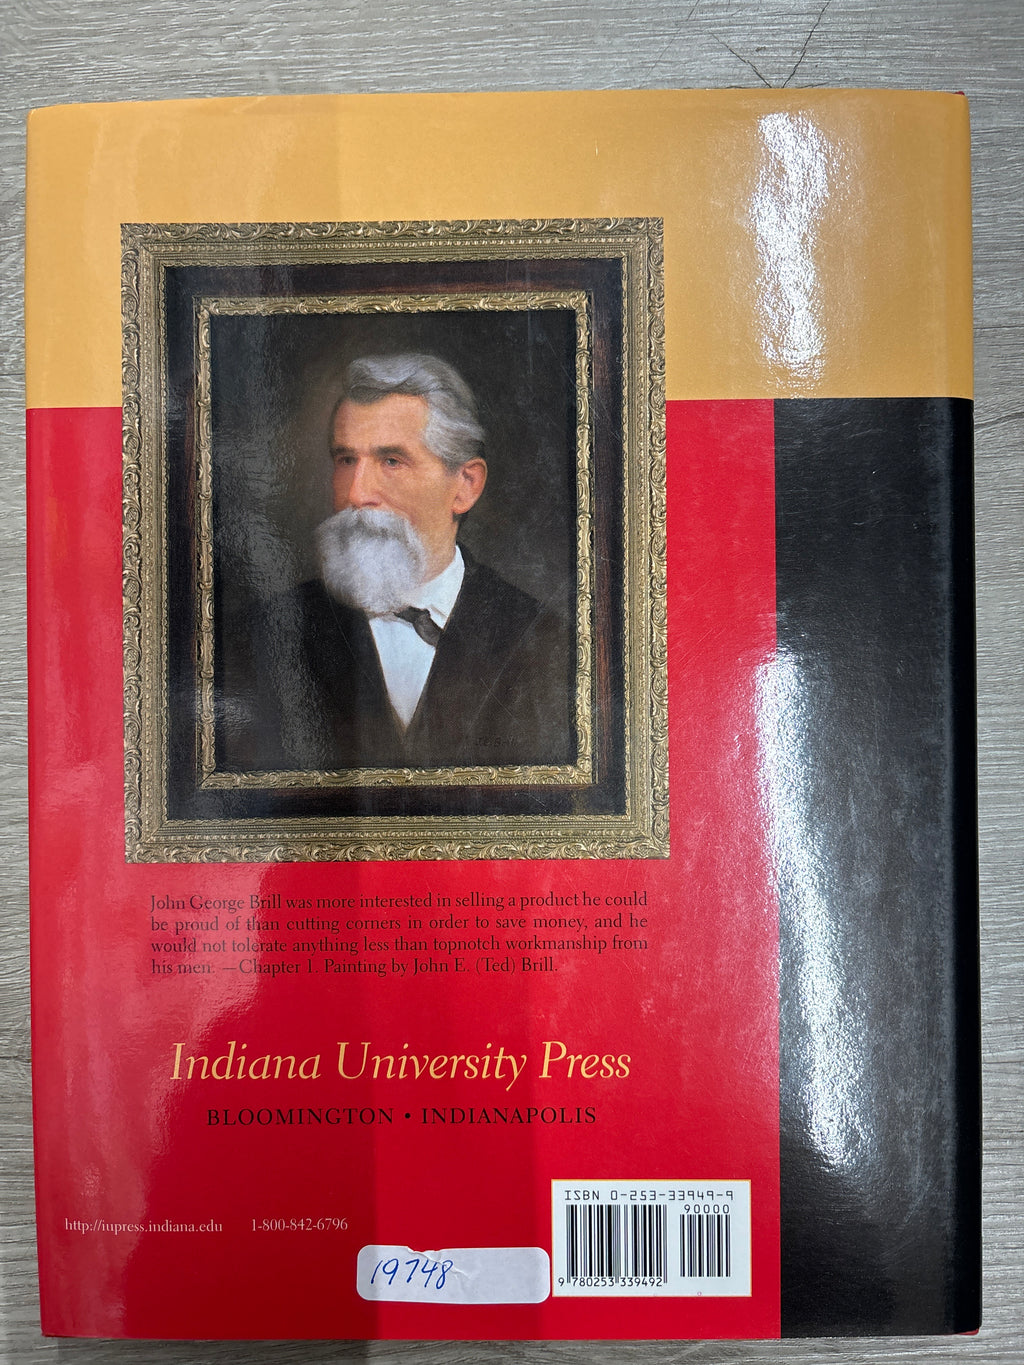 John George Brill was more interested in selling a product he could
be proud of than cutting corners in order to save money, and he
would not tolerate anything less than topnotch workmanship from
his men. —Chapter 1. Painting by John E. (Ted) Brill.
Indiana University Press
BLOOMINGTON • INDIANAPOLIS
ISBN 0-253-33949-9
90000
http://iupress.indiana.edu 1-800-842-6796
19748
9 780253 339492